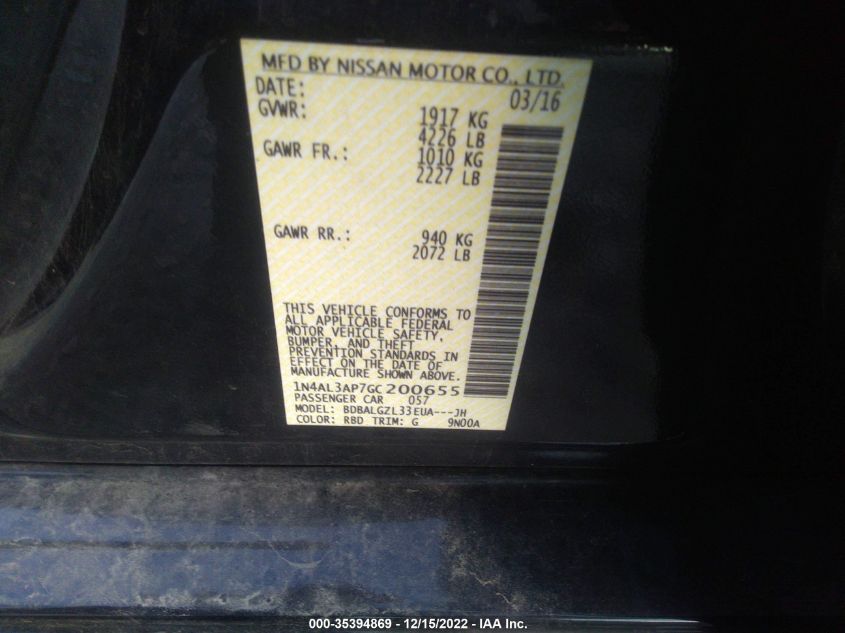 MFD BY NISSAN MOTOR CO., LTD.
DATE: 03/16
GVWR: 1917 KG
4226 LB
GAWR FR.: 1010 KG
2227 LB
GAWR RR.: 940 KG
2072 LB
THIS VEHICLE CONFORMS TO
ALL APPLICABLE FEDERAL
MOTOR VEHICLE SAFETY,
BUMPER, AND THEFT
PREVENTION STANDARDS IN
EFFECT ON THE DATE OF
MANUFACTURE SHOWN ABOVE.
1N4AL3AP7GC200655
PASSENGER CAR 057
MODEL: BDBALGZL33EUA---JH
COLOR: RBD TRIM: G 9N00A
000-35394869 - 12/15/2022 - IAA Inc.